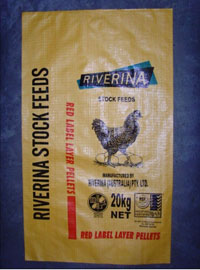 RIVERINA
STOCK FEEDS
MANUFACTURED BY
RIVERINA (AUSTRALIA) PTY. LTD.
20kg
NET
RED LABEL LAYER PELLETS
RIVERINA STOCK FEEDS
RED LABEL LAYER PELLETS